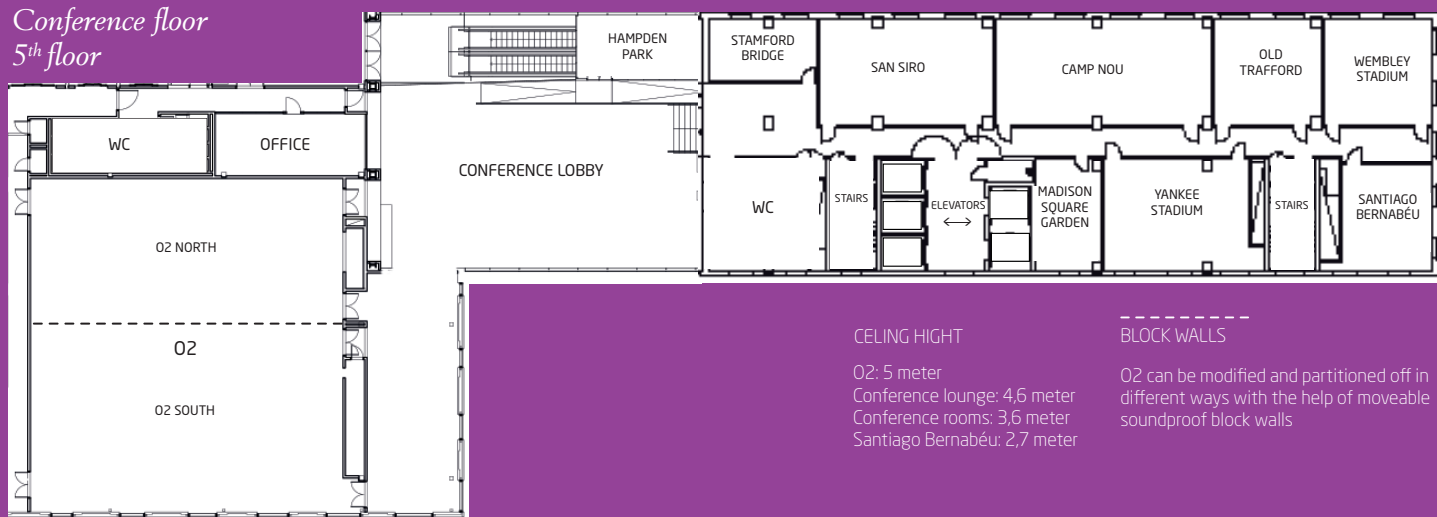 Conference floor
5th floor
HAMPDEN
PARK
STAMFORD
BRIDGE
SAN SIRO
CAMP NOU
OLD
TRAFFORD
WEMBLEY
STADIUM
WC
OFFICE
CONFERENCE LOBBY
WC
STAIRS
ELEVATORS
MADISON
SQUARE
GARDEN
YANKEE
STADIUM
STAIRS
SANTIAGO
BERNABÉU
O2 NORTH
O2
O2 SOUTH
CELING HIGHT
O2: 5 meter
Conference lounge: 4,6 meter
Conference rooms: 3,6 meter
Santiago Bernabéu: 2,7 meter
BLOCK WALLS
O2 can be modified and partitioned off in
different ways with the help of moveable
soundproof block walls